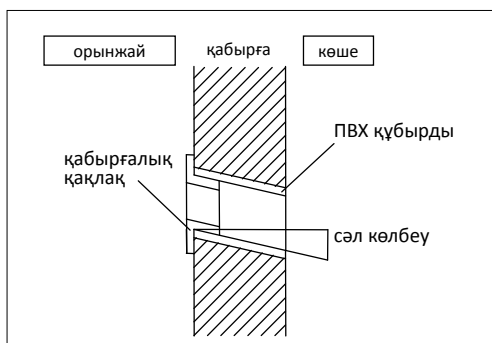 орынжай
қабырға
көше
ПВХ құбырды
қабырғалық
қақлақ
сәл көлбеу